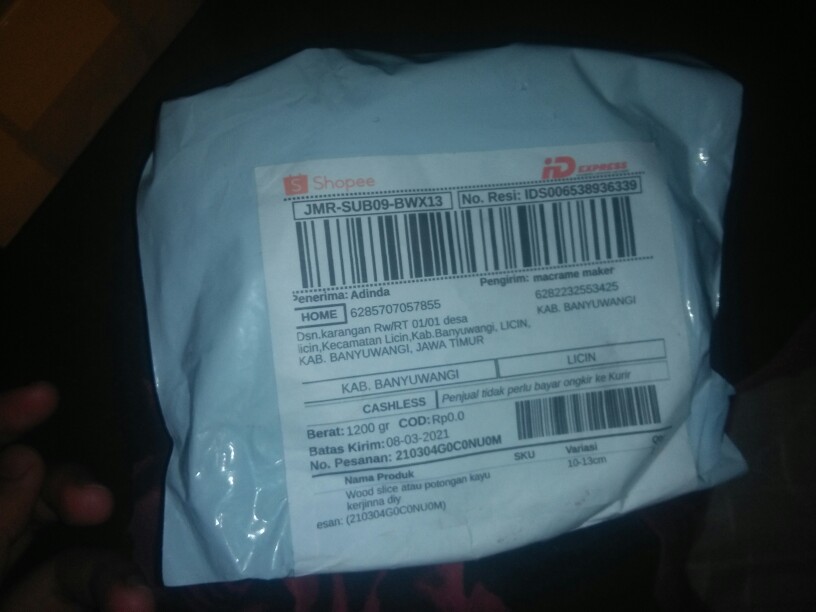 Shopee
iD EXPRESS
JMR-SUB09-BWX13
No. Resi: IDS006538936339
Penerima: Adinda
Pengirim: macrame maker
HOME 6285707057855
6282232553425
Dsn.karangan Rw/RT 01/01 desa
KAB. BANYUWANGI
licin,Kecamatan Licin,Kab.Banyuwangi, LICIN,
KAB. BANYUWANGI, JAWA TIMUR
KAB. BANYUWANGI
LICIN
CASHLESS
Penjual tidak perlu bayar ongkir ke Kurir
Berat: 1200 gr COD: Rp0.0
Batas Kirim: 08-03-2021
No. Pesanan: 210304G0C0NU0M
Nama Produk
SKU
Variasi
Wood slice atau potongan kayu
10-13cm
kerjinna diy
esan: (210304G0C0NU0M)